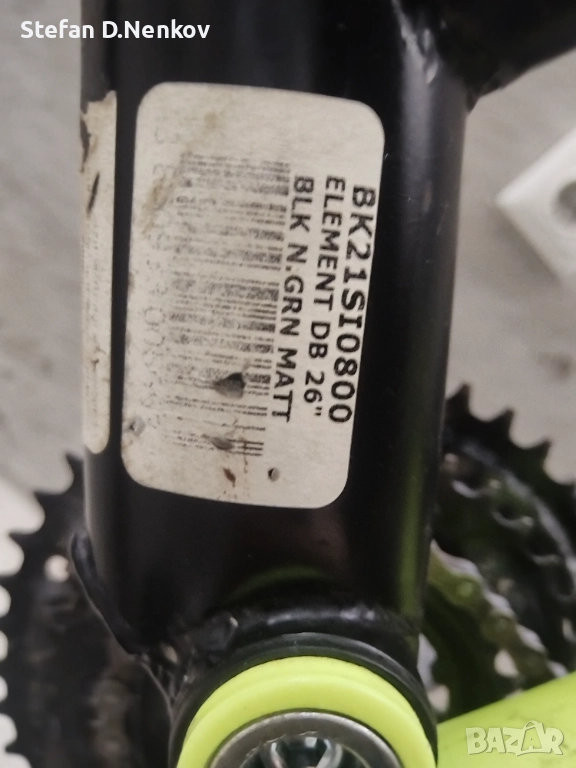 Stefan D.Nenkov
BK21SI0800
ELEMENT DB 26"
BLK N.GRN MATT
BAZAR